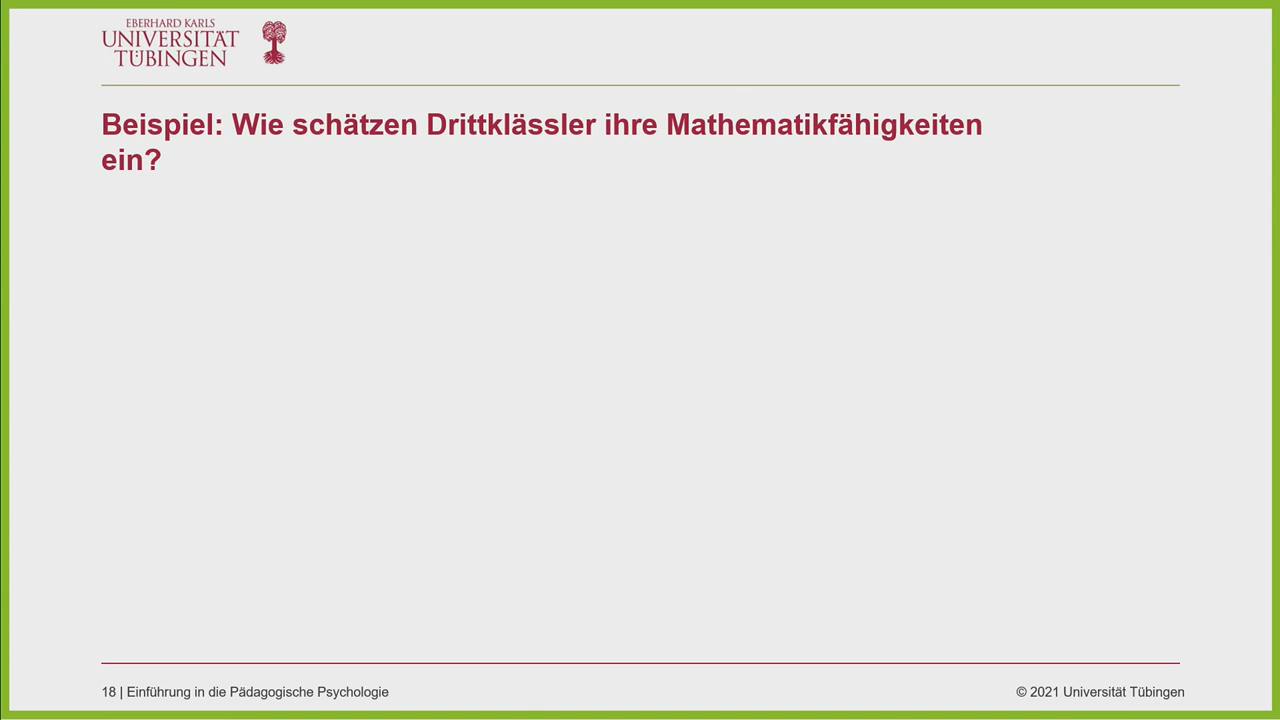 EBERHARD KARLS
UNIVERSITÄT
TÜBINGEN
Beispiel: Wie schätzen Drittklässler ihre Mathematikfähigkeiten
ein?
18 | Einführung in die Pädagogische Psychologie
© 2021 Universität Tübingen